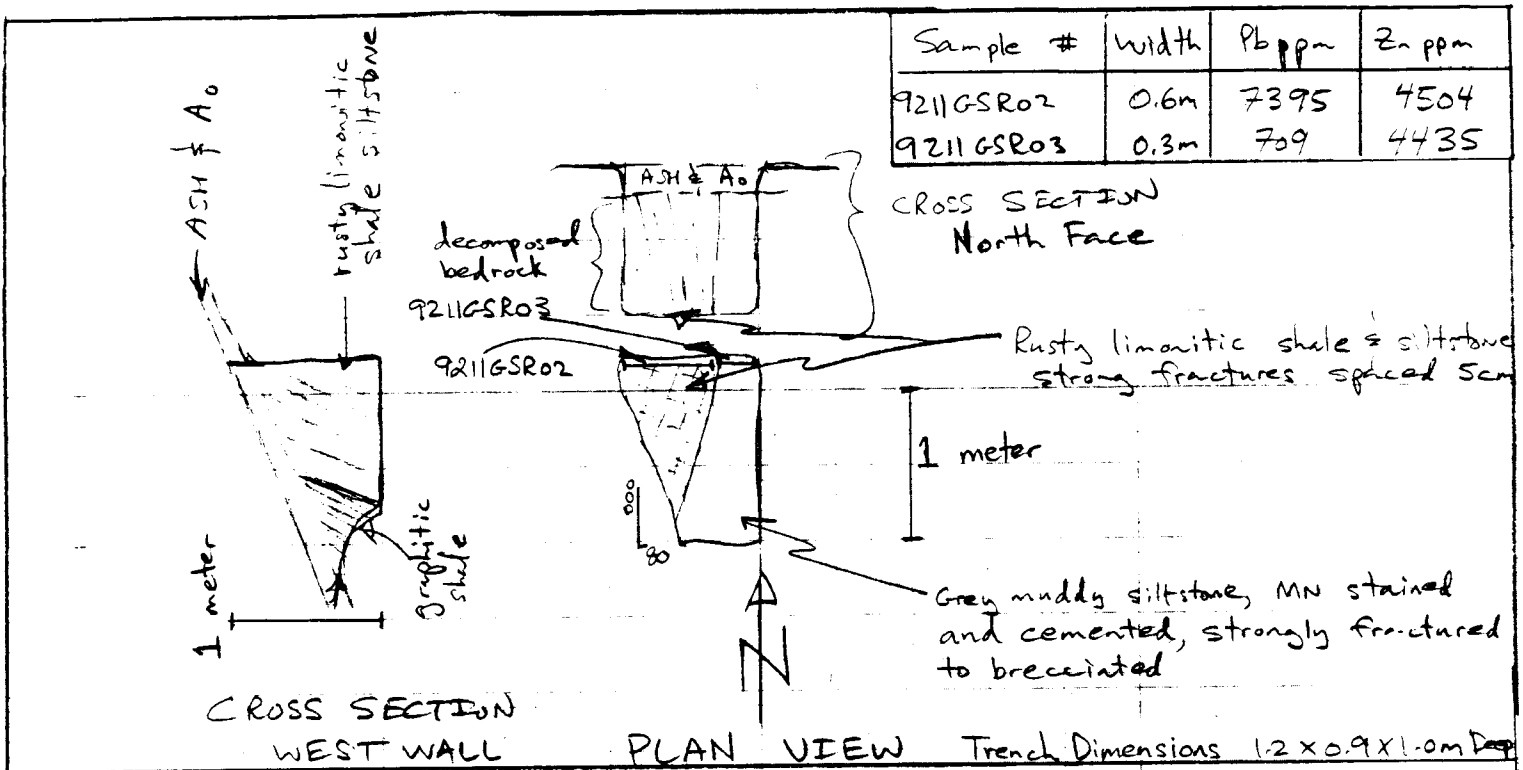 Sample # Width Pb ppm Zn ppm
9211GSR02 0.6m 7395 4504
9211GSR03 0.3m 709 4435
ASH & A₀
rusty limonitic
shale siltstone
ASH & A₀
CROSS SECTION
North Face
decomposed
bedrock
9211GSR03
9211GSR02
Rusty limonitic shale & siltstone
strong fractures spaced 5cm
1 meter
000
80
graphitic
shale
1 meter
N
Grey muddy siltstone, MN stained
and cemented, strongly fractured
to brecciated
CROSS SECTION
WEST WALL
PLAN VIEW
Trench Dimensions 1.2 x 0.9 x 1.0m Deep